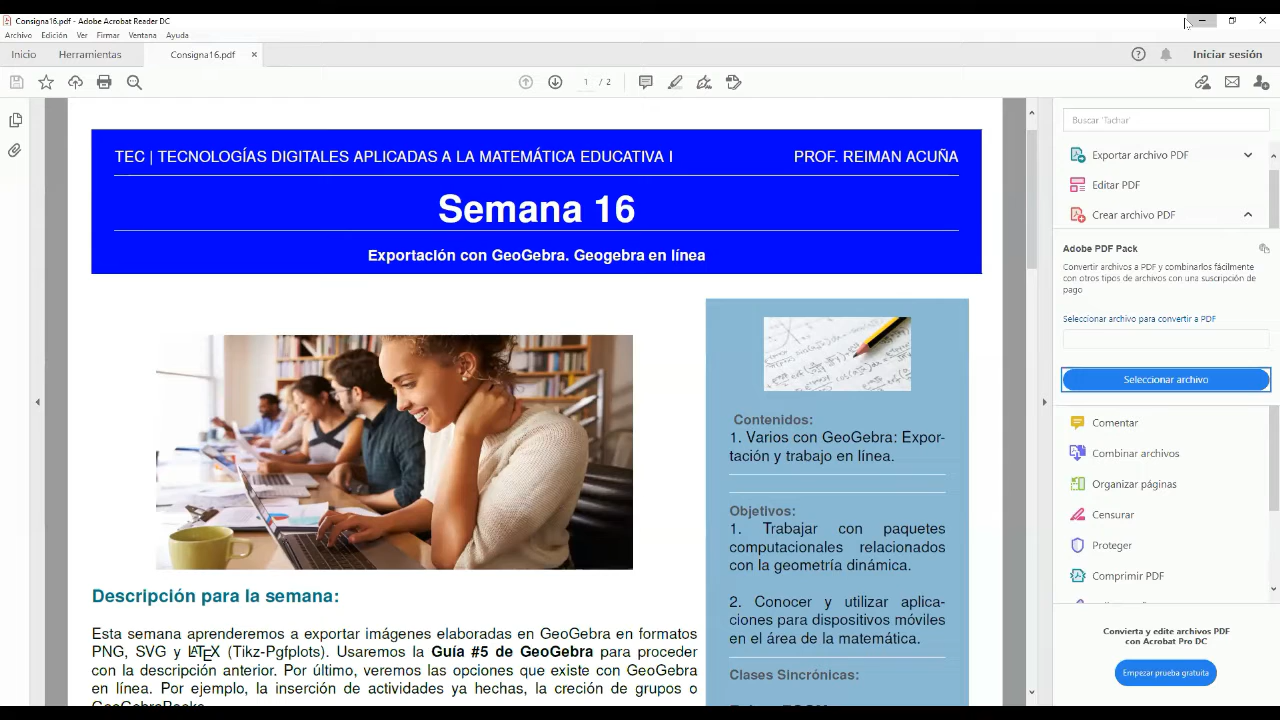 Consigna16.pdf - Adobe Acrobat Reader DC
Archivo Edición Ver Firmar Ventana Ayuda
Inicio Herramientas Consigna16.pdf × Iniciar sesión
1 / 2
TEC | TECNOLOGÍAS DIGITALES APLICADAS A LA MATEMÁTICA EDUCATIVA I PROF. REIMAN ACUÑA
Semana 16
Exportación con GeoGebra. Geogebra en línea
Contenidos:
1. Varios con GeoGebra: Expor-
tación y trabajo en línea.
Objetivos:
1. Trabajar con paquetes
computacionales relacionados
con la geometría dinámica.
2. Conocer y utilizar aplica-
ciones para dispositivos móviles
en el área de la matemática.
Clases Sincrónicas:
Descripción para la semana:
Esta semana aprenderemos a exportar imágenes elaboradas en GeoGebra en formatos
PNG, SVG y LATEX (Tikz-Pgfplots). Usaremos la Guía #5 de GeoGebra para proceder
con la descripción anterior. Por último, veremos las opciones que existe con GeoGebra
en línea. Por ejemplo, la inserción de actividades ya hechas, la creción de grupos o
Buscar 'Tachar'
Exportar archivo PDF
Editar PDF
Crear archivo PDF
Adobe PDF Pack
Convertir archivos a PDF y combinarlos fácilmente
con otros tipos de archivos con una suscripción de
pago
Seleccionar archivo para convertir a PDF
Seleccionar archivo
Comentar
Combinar archivos
Organizar páginas
Censurar
Proteger
Comprimir PDF
Convierta y edite archivos PDF
con Acrobat Pro DC
Empezar prueba gratuita